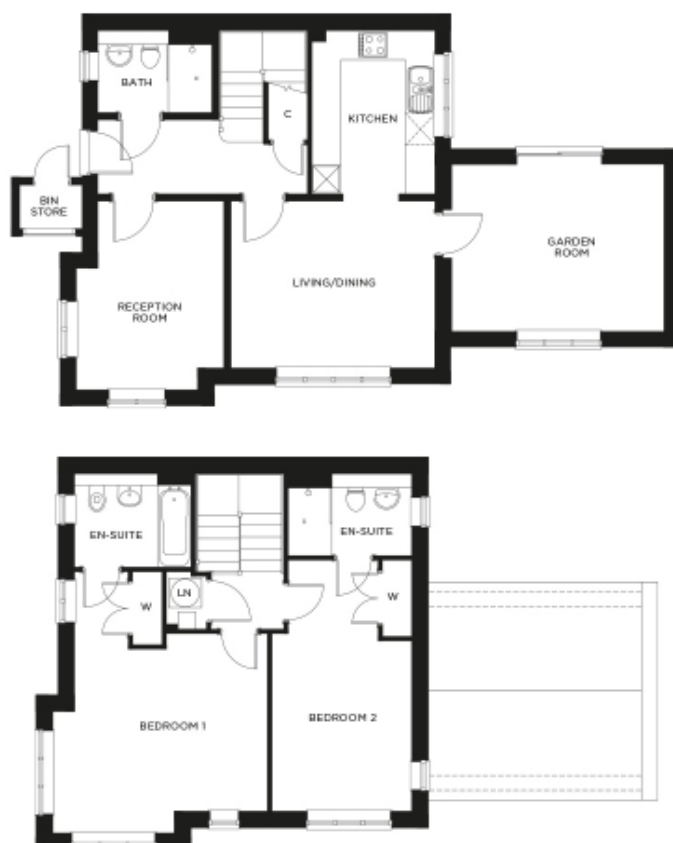 BATH
C
KITCHEN
BIN
STORE
GARDEN
ROOM
LIVING/DINING
RECEPTION
ROOM
EN-SUITE
EN-SUITE
LN
W
W
BEDROOM 1
BEDROOM 2